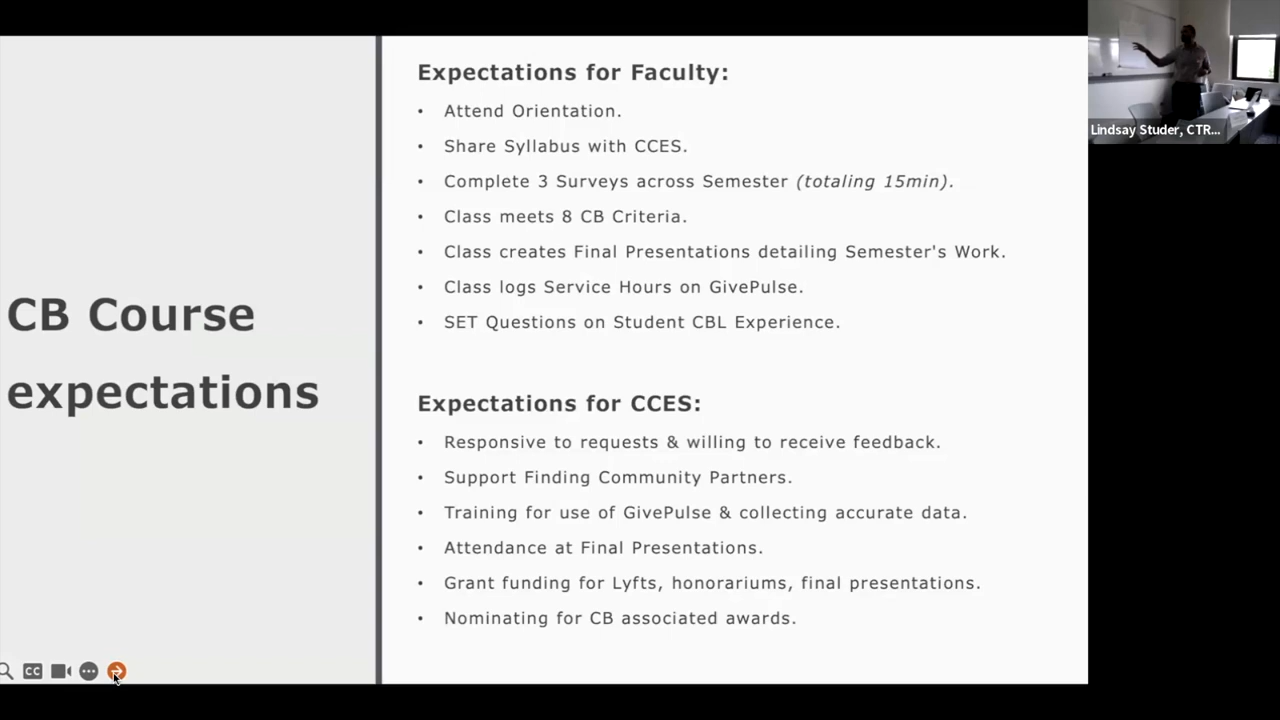 CB Course
expectations
Expectations for Faculty:
• Attend Orientation.
• Share Syllabus with CCES.
• Complete 3 Surveys across Semester (totaling 15min).
• Class meets 8 CB Criteria.
• Class creates Final Presentations detailing Semester's Work.
• Class logs Service Hours on GivePulse.
• SET Questions on Student CBL Experience.
Expectations for CCES:
• Responsive to requests & willing to receive feedback.
• Support Finding Community Partners.
• Training for use of GivePulse & collecting accurate data.
• Attendance at Final Presentations.
• Grant funding for Lyfts, honorariums, final presentations.
• Nominating for CB associated awards.
Lindsay Studer, CTR...
CC